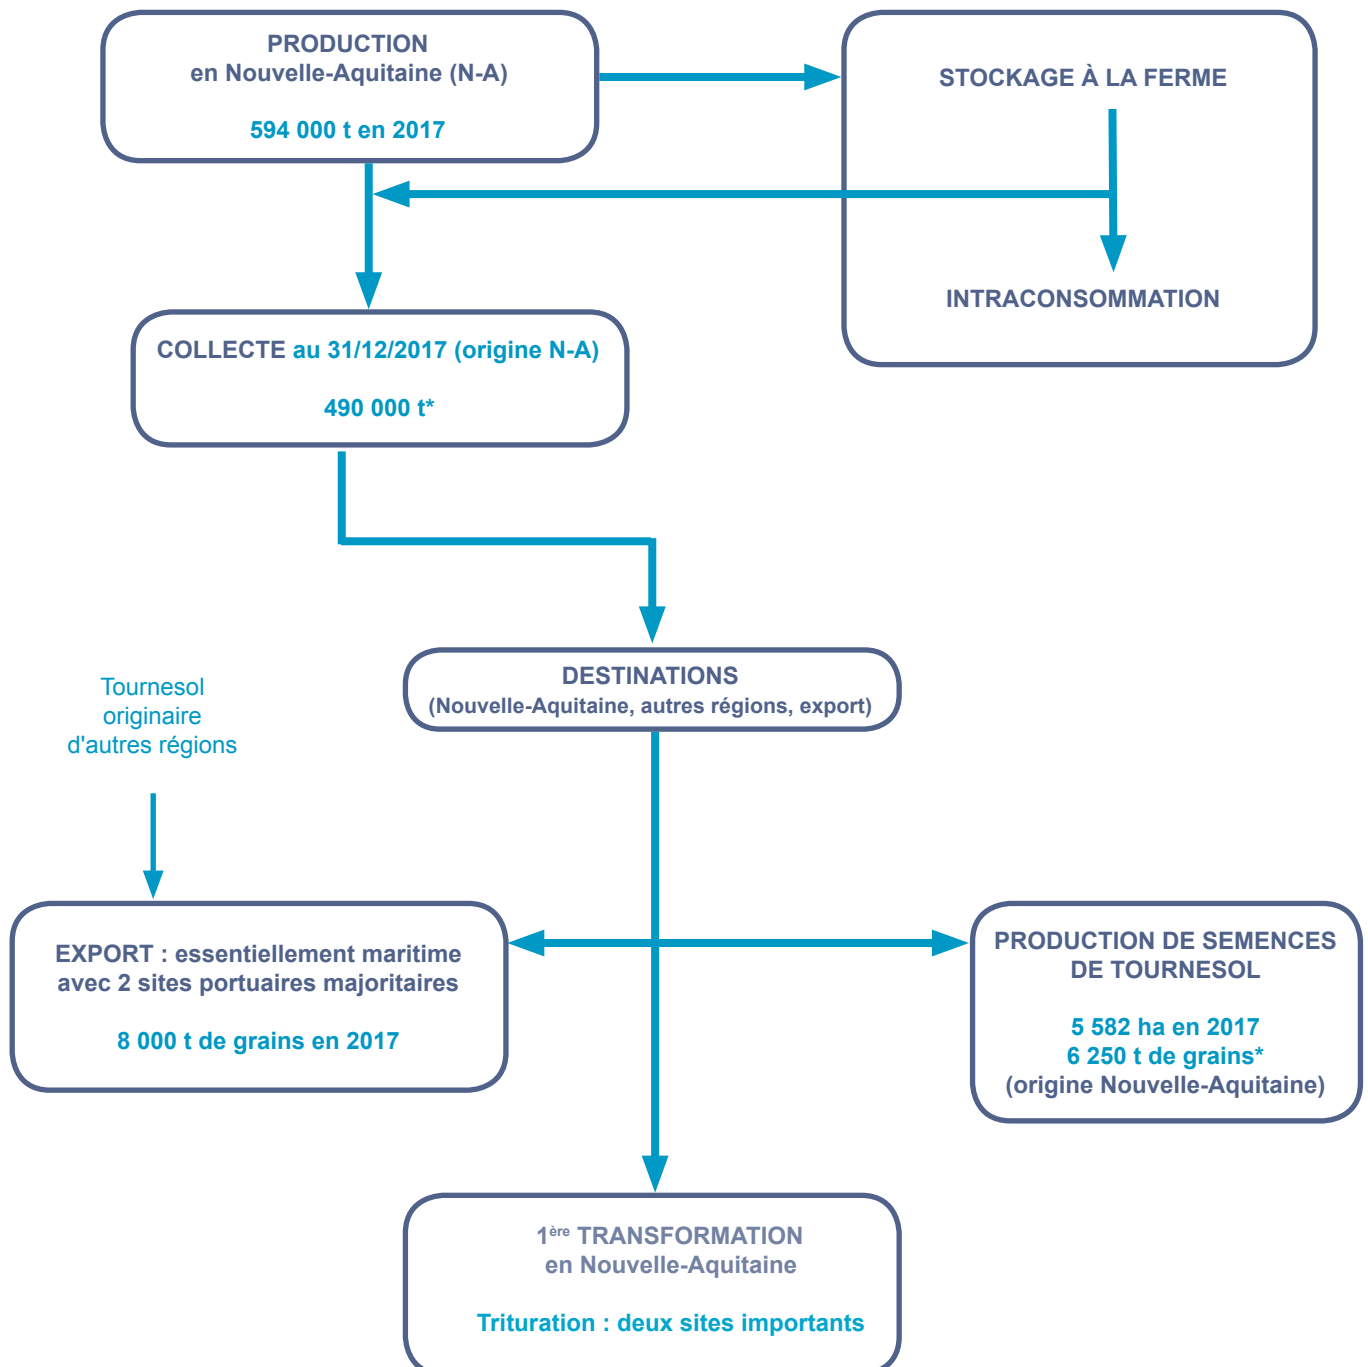 PRODUCTION
en Nouvelle-Aquitaine (N-A)
594 000 t en 2017
STOCKAGE À LA FERME
INTRACONSOMMATION
COLLECTE au 31/12/2017 (origine N-A)
490 000 t*
DESTINATIONS
(Nouvelle-Aquitaine, autres régions, export)
Tournesol
originaire
d'autres régions
EXPORT : essentiellement maritime
avec 2 sites portuaires majoritaires
8 000 t de grains en 2017
PRODUCTION DE SEMENCES
DE TOURNESOL
5 582 ha en 2017
6 250 t de grains*
(origine Nouvelle-Aquitaine)
1ère TRANSFORMATION
en Nouvelle-Aquitaine
Trituration : deux sites importants